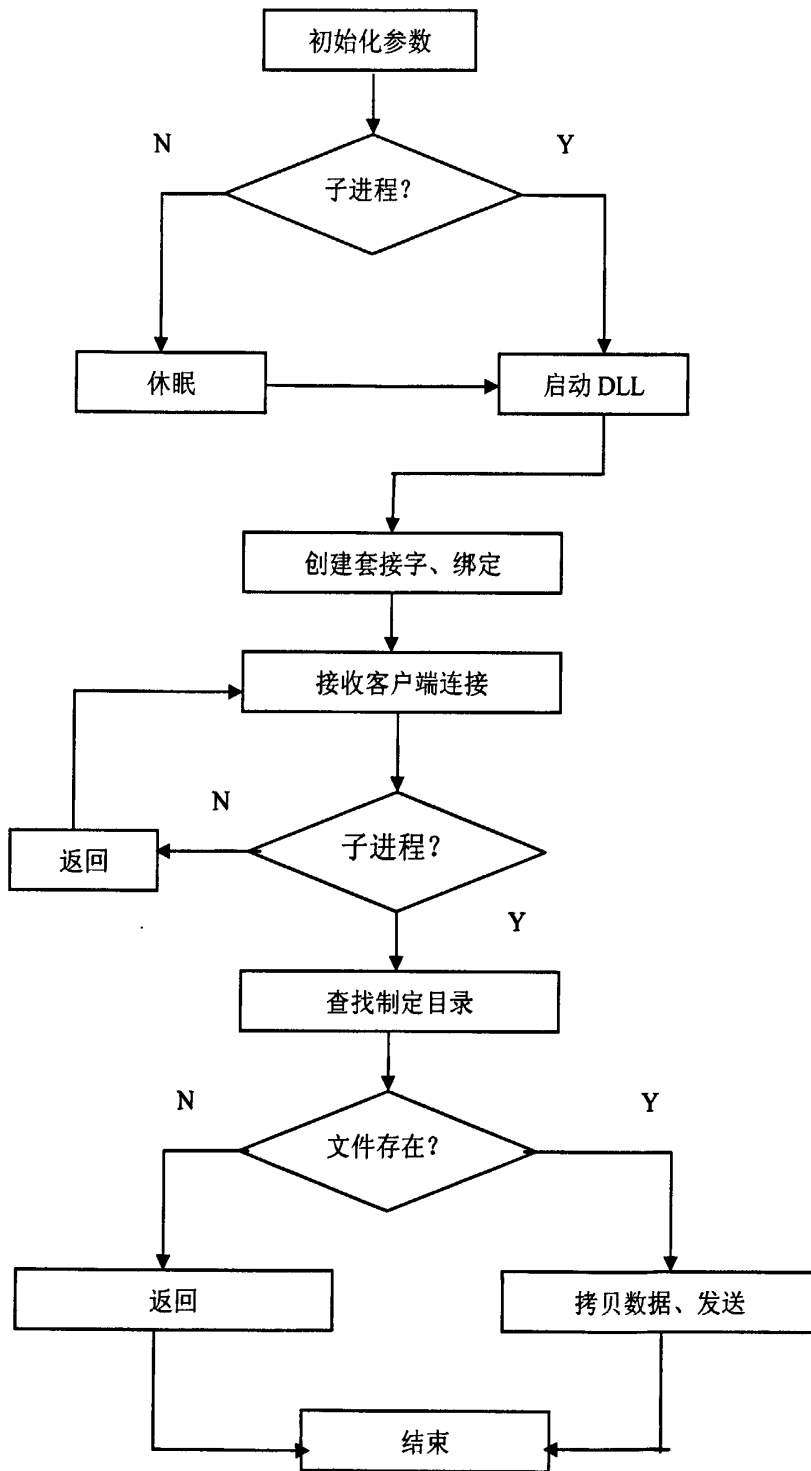 初始化参数
N
Y
子进程?
休眠
启动 DLL
创建套接字、绑定
接收客户端连接
N
子进程?
返回
Y
查找制定目录
N
Y
文件存在?
返回
拷贝数据、发送
结束